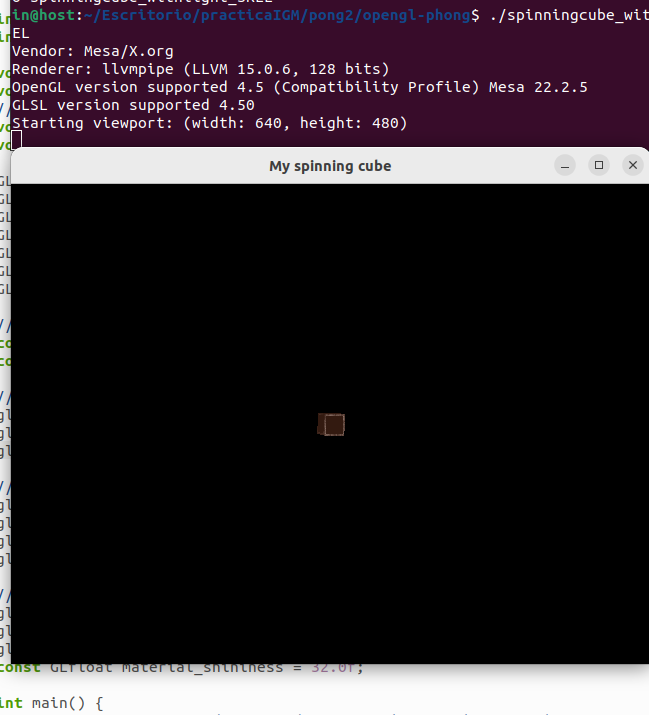 in@host:~/Escritorio/practicaIGM/pong2/opengl-phong$ ./spinningcube_wit
EL
Vendor: Mesa/X.org
Renderer: llvmpipe (LLVM 15.0.6, 128 bits)
OpenGL version supported 4.5 (Compatibility Profile) Mesa 22.2.5
GLSL version supported 4.50
Starting viewport: (width: 640, height: 480)
My spinning cube
const GLfloat material_shininess = 32.0f;
int main() {